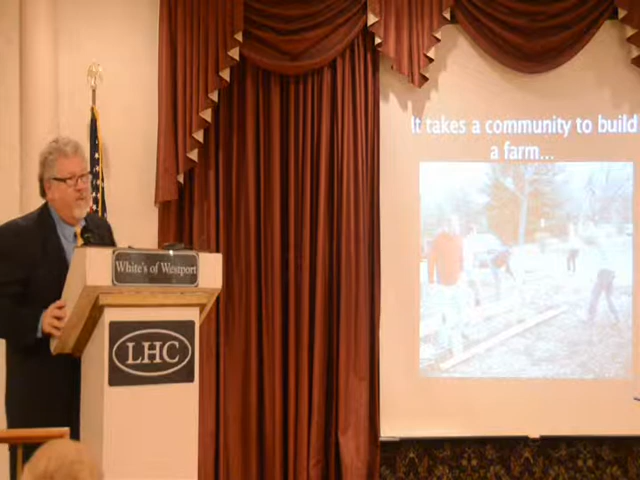 It takes a community to build
a farm...
White's of Westport
LHC